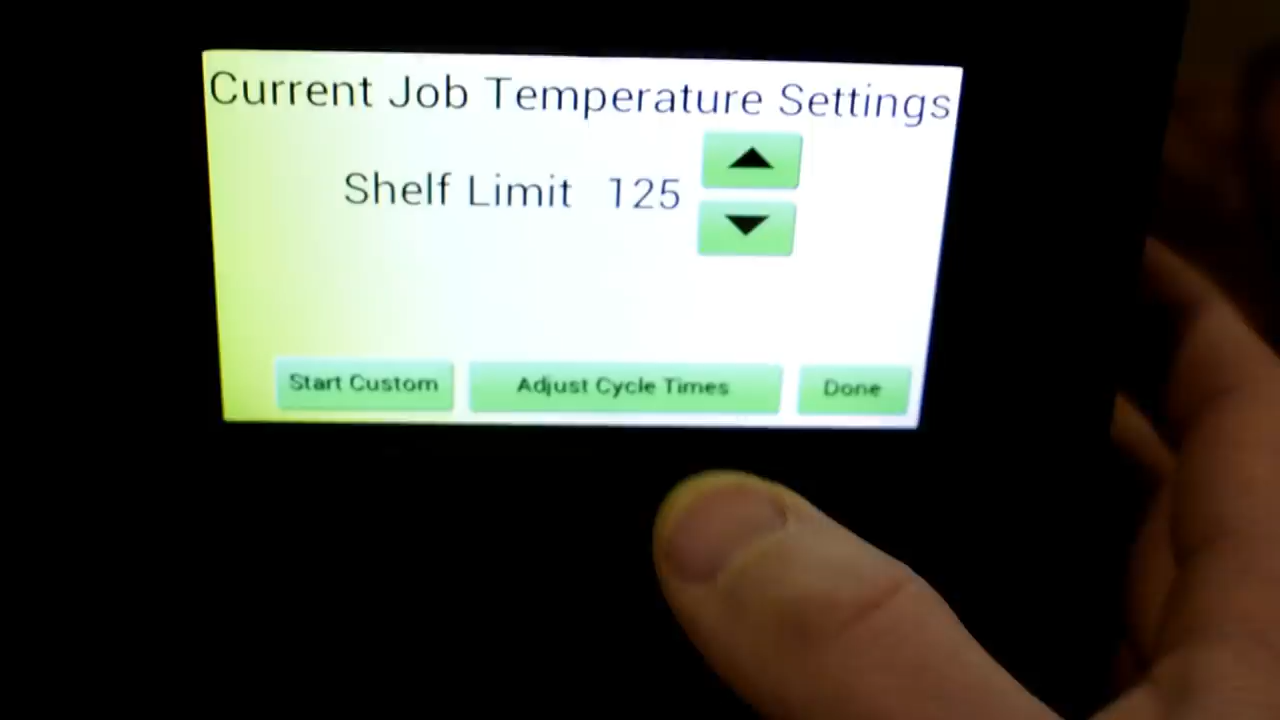 Current Job Temperature Settings
Shelf Limit 125
Start Custom Adjust Cycle Times Done